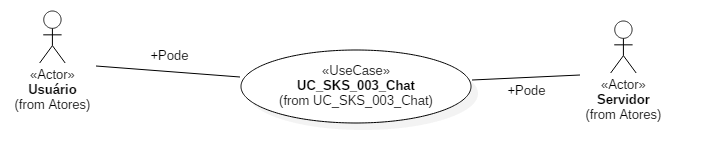 +Pode
«Actor»
Usuário
(from Atores)
«UseCase»
UC_SKS_003_Chat
(from UC_SKS_003_Chat)
+Pode
«Actor»
Servidor
(from Atores)